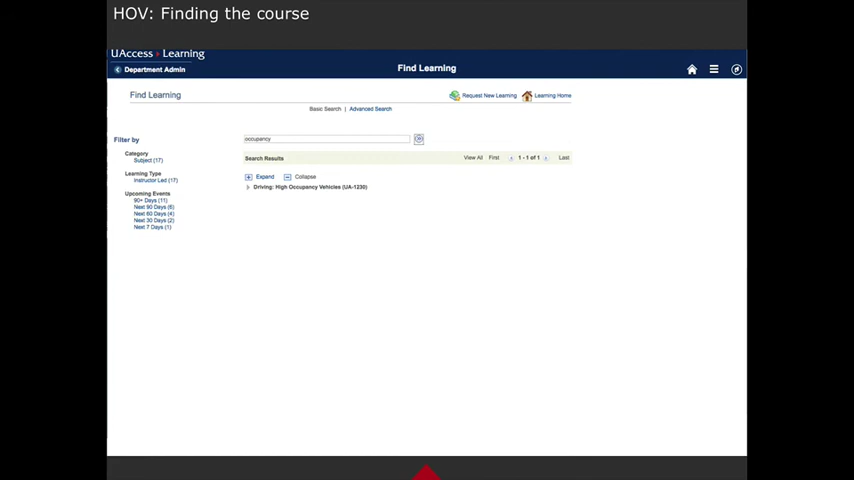 HOV: Finding the course
UAccess Learning
Department Admin
Find Learning
Find Learning
Request New Learning
Learning Home
Basic Search | Advanced Search
occupancy
Filter by
Category
Subject (17)
Learning Type
Instructor Led (17)
Upcoming Events
90+ Days (11)
Next 90 Days (6)
Next 60 Days (4)
Next 30 Days (2)
Next 7 Days (1)
Search Results
View All First 1 - 1 of 1 Last
Expand Collapse
Driving: High Occupancy Vehicles (UA-1230)